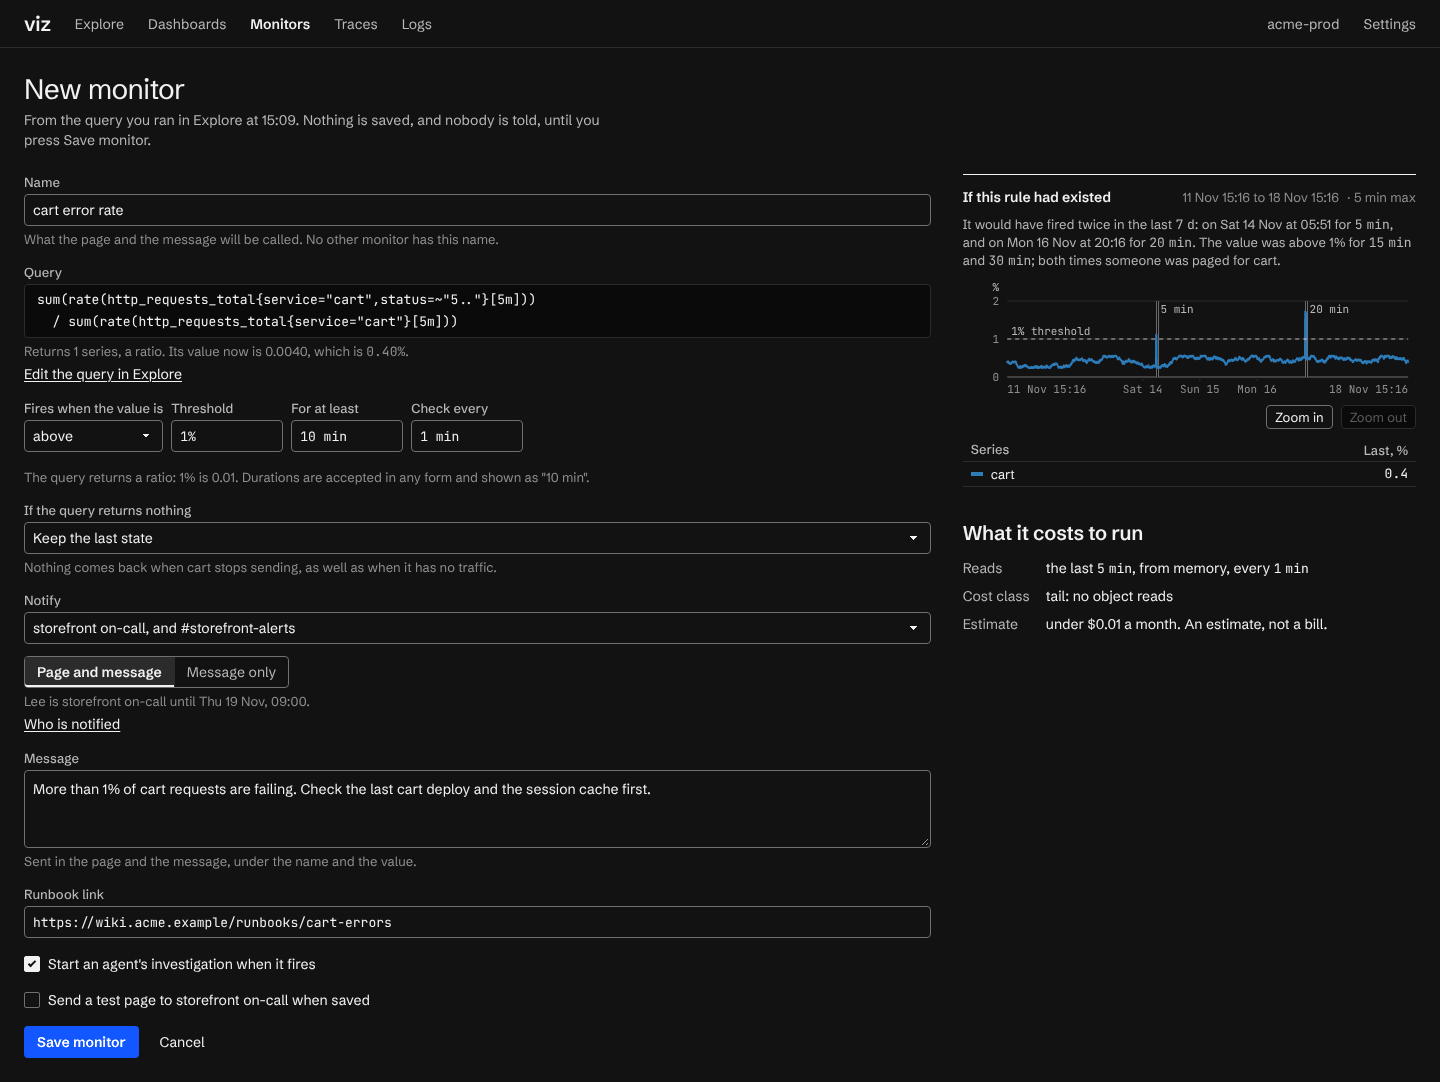 viz Explore Dashboards Monitors Traces Logs acme-prod Settings
New monitor
From the query you ran in Explore at 15:09. Nothing is saved, and nobody is told, until you
press Save monitor.
Name
cart error rate
What the page and the message will be called. No other monitor has this name.
Query
sum(rate(http_requests_total{service="cart",status=~"5.."}[5m]))
/ sum(rate(http_requests_total{service="cart"}[5m]))
Returns 1 series, a ratio. Its value now is 0.0040, which is 0.40%.
Edit the query in Explore
Fires when the value is Threshold For at least Check every
above 1% 10 min 1 min
The query returns a ratio: 1% is 0.01. Durations are accepted in any form and shown as "10 min".
If the query returns nothing
Keep the last state
Nothing comes back when cart stops sending, as well as when it has no traffic.
Notify
storefront on-call, and #storefront-alerts
Page and message Message only
Lee is storefront on-call until Thu 19 Nov, 09:00.
Who is notified
Message
More than 1% of cart requests are failing. Check the last cart deploy and the session cache first.
Sent in the page and the message, under the name and the value.
Runbook link
https://wiki.acme.example/runbooks/cart-errors
Start an agent's investigation when it fires
Send a test page to storefront on-call when saved
Save monitor Cancel
If this rule had existed 11 Nov 15:16 to 18 Nov 15:16 · 5 min max
It would have fired twice in the last 7 d: on Sat 14 Nov at 05:51 for 5 min,
and on Mon 16 Nov at 20:16 for 20 min. The value was above 1% for 15 min
and 30 min; both times someone was paged for cart.
%
2
5 min 20 min
1% threshold
1
0
11 Nov 15:16 Sat 14 Sun 15 Mon 16 18 Nov 15:16
Zoom in Zoom out
Series Last, %
cart 0.4
What it costs to run
Reads the last 5 min, from memory, every 1 min
Cost class tail: no object reads
Estimate under $0.01 a month. An estimate, not a bill.